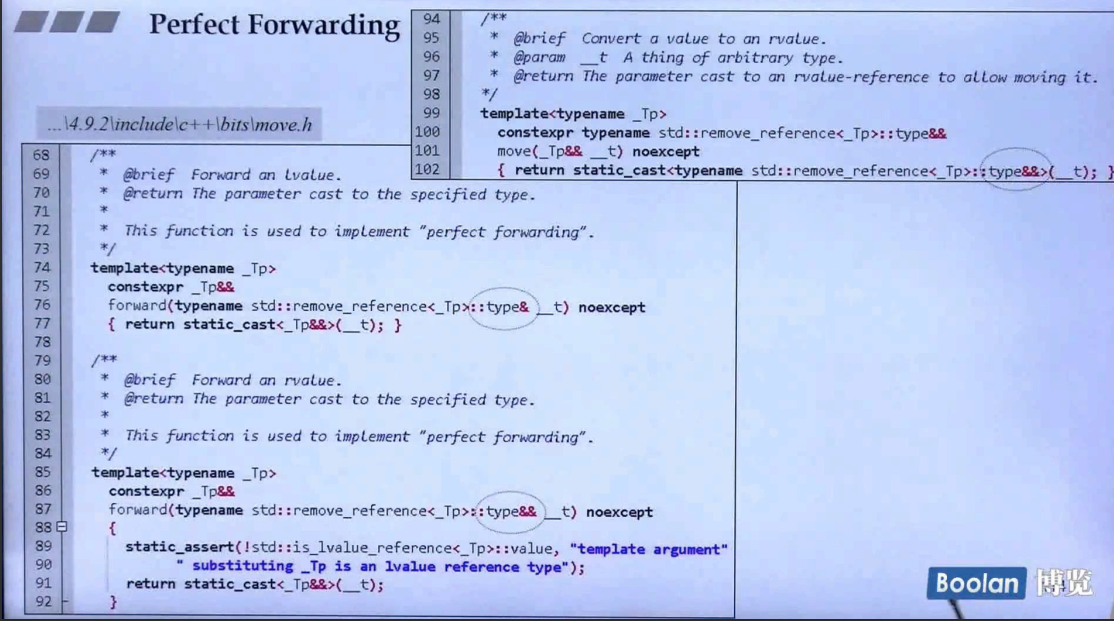 Perfect Forwarding
...\4.9.2\include\c++\bits\move.h
68 /**
69 * @brief Forward an lvalue.
70 * @return The parameter cast to the specified type.
71 *
72 * This function is used to implement "perfect forwarding".
73 */
74 template<typename _Tp>
75 constexpr _Tp&&
76 forward(typename std::remove_reference<_Tp>::type& __t) noexcept
77 { return static_cast<_Tp&&>(__t); }
78
79 /**
80 * @brief Forward an rvalue.
81 * @return The parameter cast to the specified type.
82 *
83 * This function is used to implement "perfect forwarding".
84 */
85 template<typename _Tp>
86 constexpr _Tp&&
87 forward(typename std::remove_reference<_Tp>::type&& __t) noexcept
88 {
89 static_assert(!std::is_lvalue_reference<_Tp>::value, "template argument"
90 " substituting _Tp is an lvalue reference type");
91 return static_cast<_Tp&&>(__t);
92 }
94 /**
95 * @brief Convert a value to an rvalue.
96 * @param __t A thing of arbitrary type.
97 * @return The parameter cast to an rvalue-reference to allow moving it.
98 */
99 template<typename _Tp>
100 constexpr typename std::remove_reference<_Tp>::type&&
101 move(_Tp&& __t) noexcept
102 { return static_cast<typename std::remove_reference<_Tp>::type&&>(__t); }
Boolan 博览